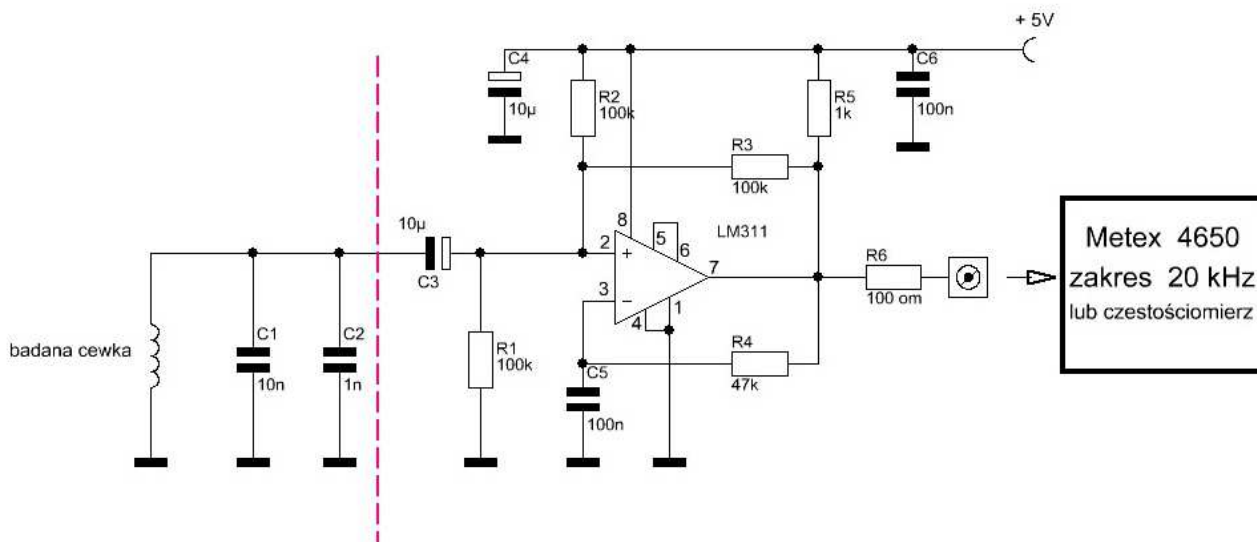 + 5V
C4
10µ
R2
100k
R5
1k
C6
100n
R3
100k
10µ
C3
8
5
6
LM311
2
+
7
3
−
4
1
R6
100 om
Metex 4650
zakres 20 kHz
lub czestościomierz
badana cewka
C1
10n
C2
1n
R1
100k
C5
100n
R4
47k